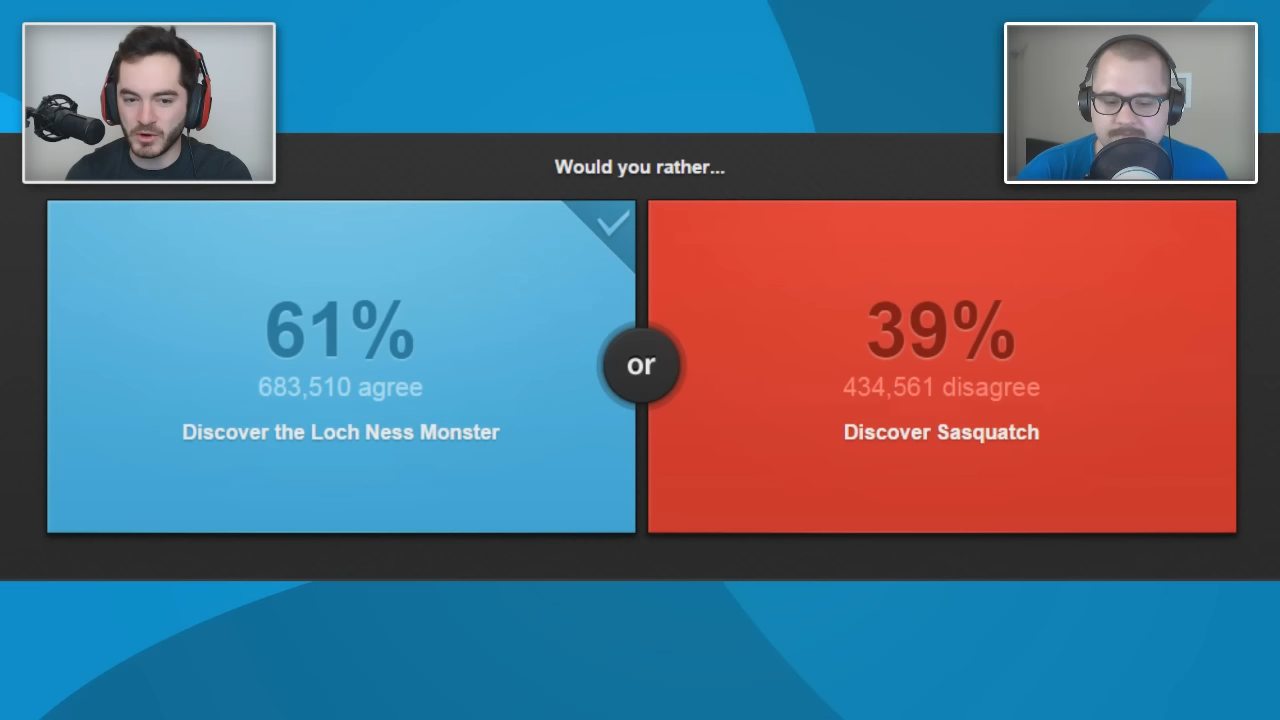 Would you rather...
61%
683,510 agree
Discover the Loch Ness Monster
or
39%
434,561 disagree
Discover Sasquatch